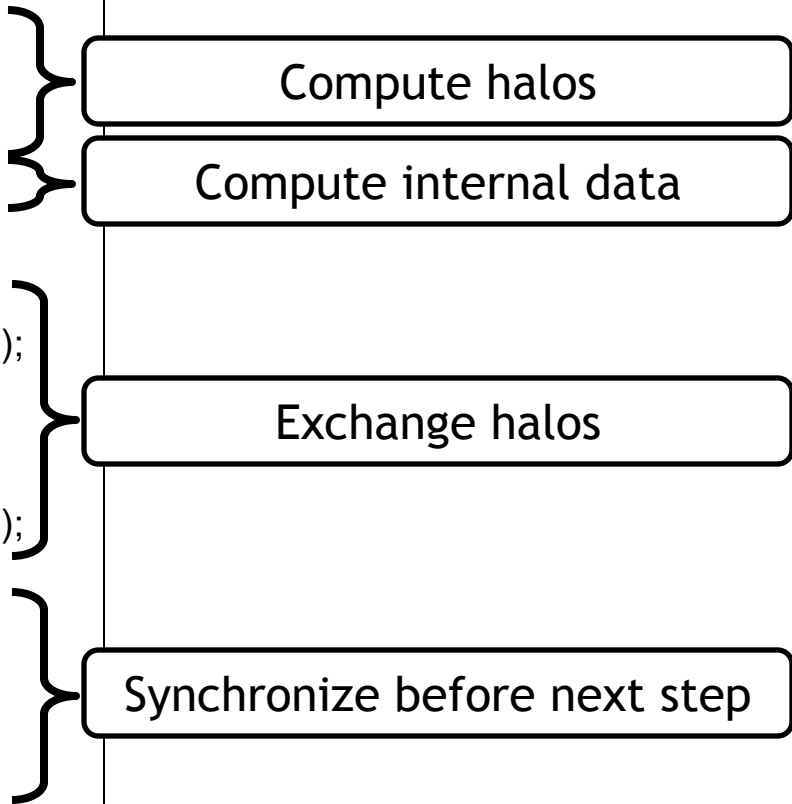 Compute halos
Compute internal data
);
Exchange halos
);
Synchronize before next step